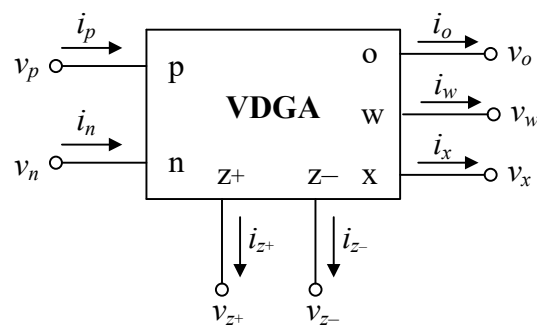 i_p
v_p
i_n
v_n
p
n
VDGA
z+
z−
o
w
x
i_o
v_o
i_w
v_w
i_x
v_x
i_z+
v_z+
i_z−
v_z−